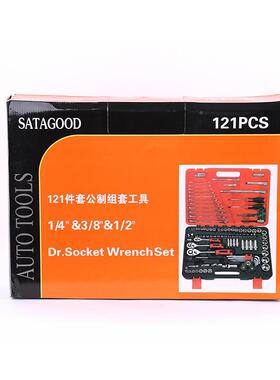 SATAGOOD
121PCS
AUTO TOOLS
121件套公制组套工具
1/4" &3/8"&1/2"
Dr.Socket WrenchSet